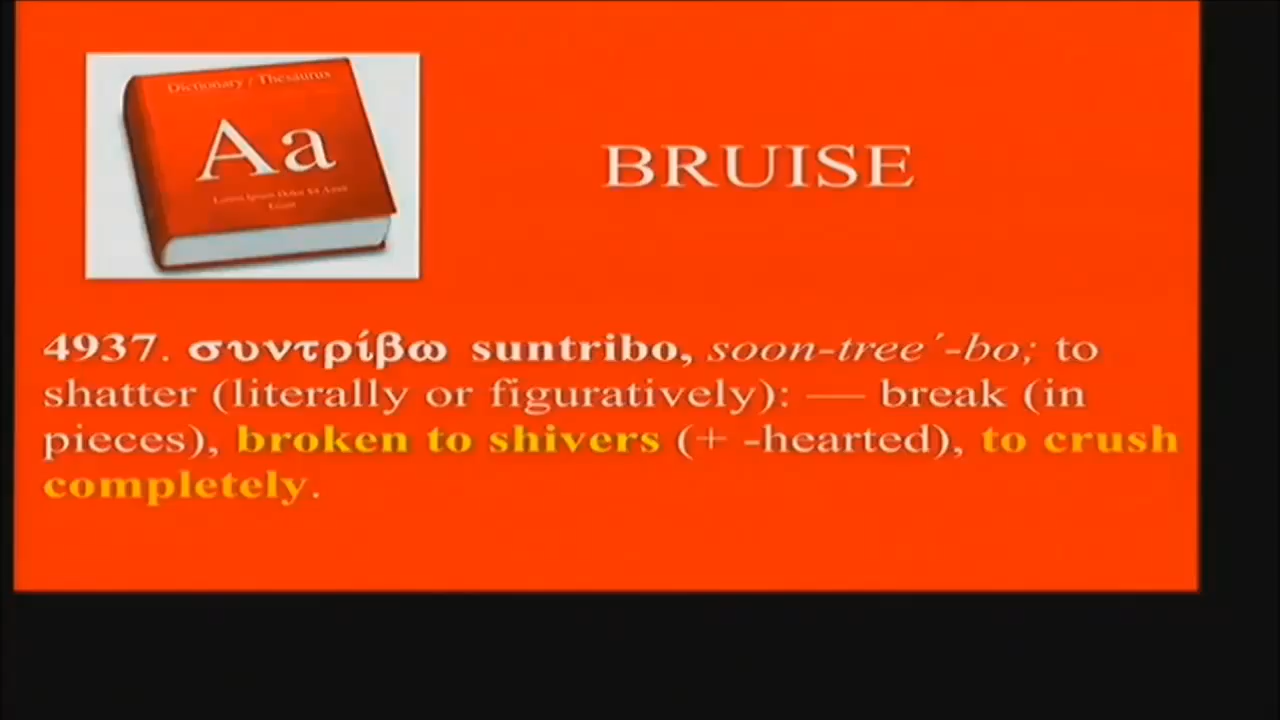 Dictionary / Thesaurus
Aa
BRUISE
4937. συντρίβω suntribo, soon-tree´-bo; to
shatter (literally or figuratively): — break (in
pieces), broken to shivers (+ -hearted), to crush
completely.